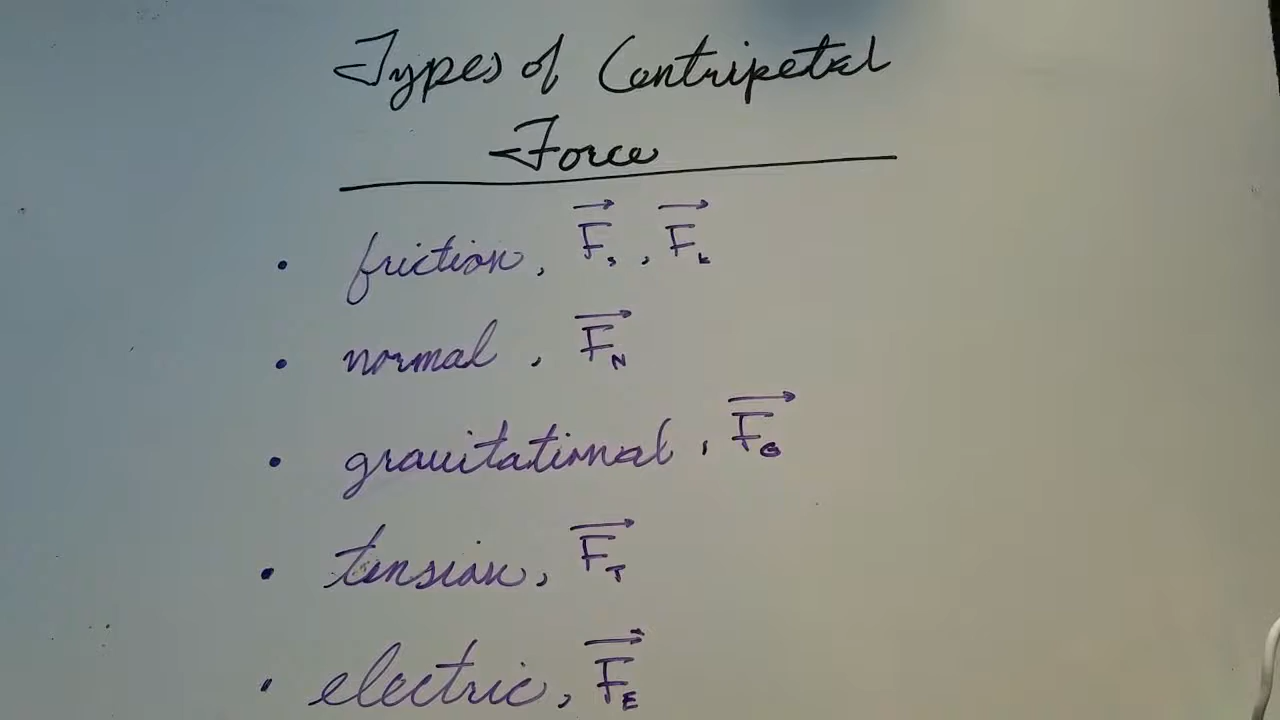 Types of Centripetal
Force
• friction, F⃗s, F⃗k
• normal, F⃗N
• gravitational, F⃗G
• tension, F⃗T
• electric, F⃗E